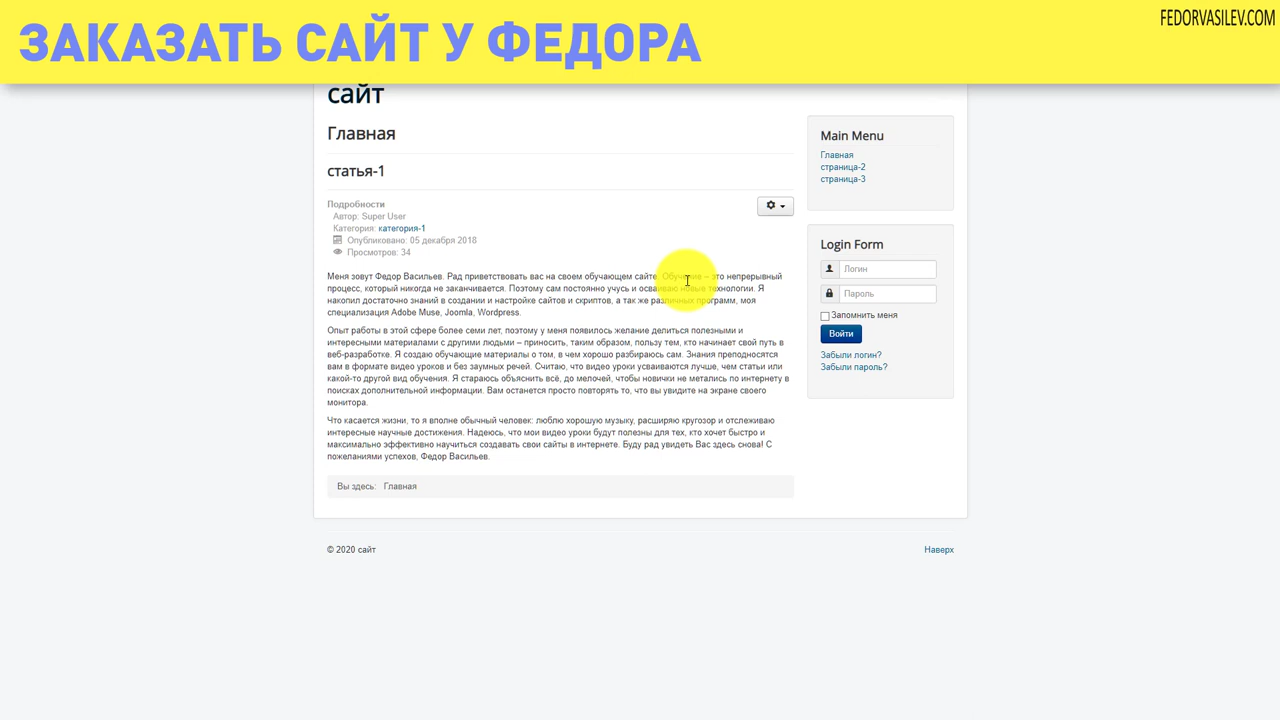 ЗАКАЗАТЬ САЙТ У ФЕДОРА
FEDORVASILEV.COM
сайт
Главная
статья-1
Подробности
Автор: Super User
Категория: категория-1
Опубликовано: 05 декабря 2018
Просмотров: 34
Меня зовут Федор Васильев. Рад приветствовать вас на своем обучающем сайте. Обучение – это непрерывный
процесс, который никогда не заканчивается. Поэтому сам постоянно учусь и осваиваю новые технологии. Я
накопил достаточно знаний в создании и настройке сайтов и скриптов, а так же различных программ, моя
специализация Adobe Muse, Joomla, Wordpress.
Опыт работы в этой сфере более семи лет, поэтому у меня появилось желание делиться полезными и
интересными материалами с другими людьми – приносить, таким образом, пользу тем, кто начинает свой путь в
веб-разработке. Я создаю обучающие материалы о том, в чем хорошо разбираюсь сам. Знания преподносятся
вам в формате видео уроков и без заумных речей. Считаю, что видео уроки усваиваются лучше, чем статьи или
какой-то другой вид обучения. Я стараюсь объяснить всё, до мелочей, чтобы новички не метались по интернету в
поисках дополнительной информации. Вам останется просто повторять то, что вы увидите на экране своего
монитора.
Что касается жизни, то я вполне обычный человек: люблю хорошую музыку, расширяю кругозор и отслеживаю
интересные научные достижения. Надеюсь, что мои видео уроки будут полезны для тех, кто хочет быстро и
максимально эффективно научиться создавать свои сайты в интернете. Буду рад увидеть Вас здесь снова! С
пожеланиями успехов, Федор Васильев.
Вы здесь: Главная
Main Menu
Главная
страница-2
страница-3
Login Form
Логин
Пароль
Запомнить меня
Войти
Забыли логин?
Забыли пароль?
© 2020 сайт
Наверх